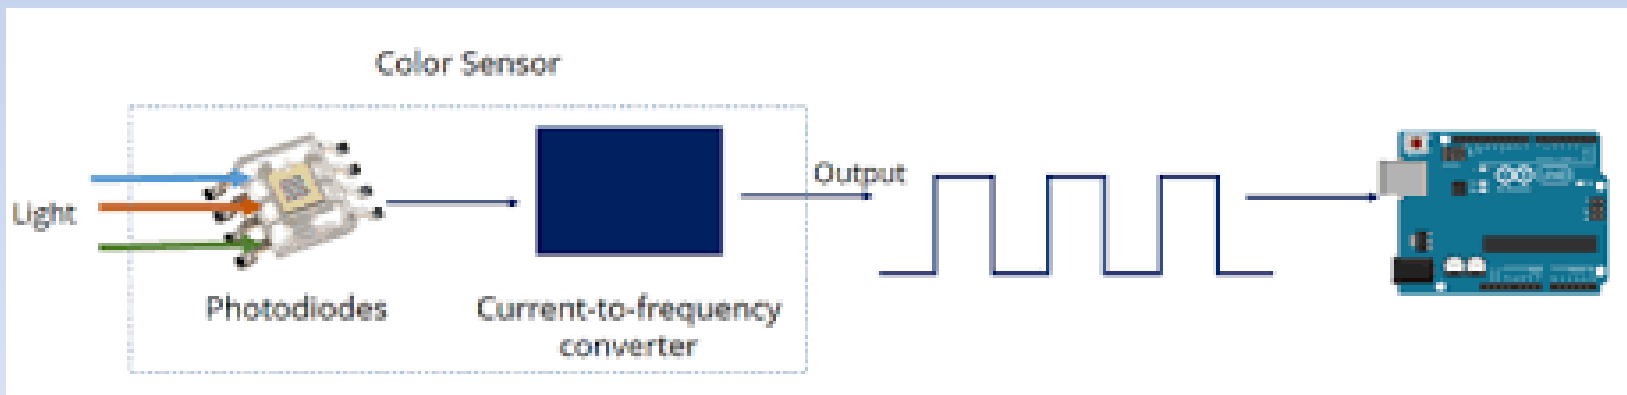 Color Sensor
Light
Output
Photodiodes
Current-to-frequency
converter